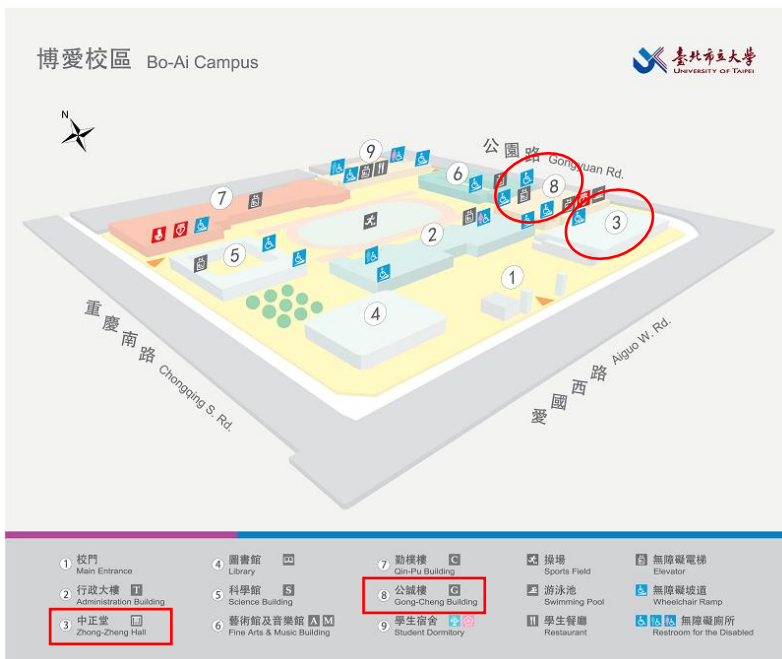 博愛校區 Bo-Ai Campus
臺北市立大學
UNIVERSITY OF TAIPEI
N
公園路 Gongyuan Rd.
9
6
8
7
3
2
5
1
4
重慶南路 Chongqing S. Rd.
愛國西路 Aiguo W. Rd.
1 校門
Main Entrance
2 行政大樓 T
Administration Building
3 中正堂
Zhong-Zheng Hall
4 圖書館
Library
5 科學館 S
Science Building
6 藝術館及音樂館 A M
Fine Arts & Music Building
7 勤樸樓 C
Qin-Pu Building
8 公誠樓 G
Gong-Cheng Building
9 學生宿舍
Student Dormitory
操場
Sports Field
游泳池
Swimming Pool
學生餐廳
Restaurant
無障礙電梯
Elevator
無障礙坡道
Wheelchair Ramp
無障礙廁所
Restroom for the Disabled